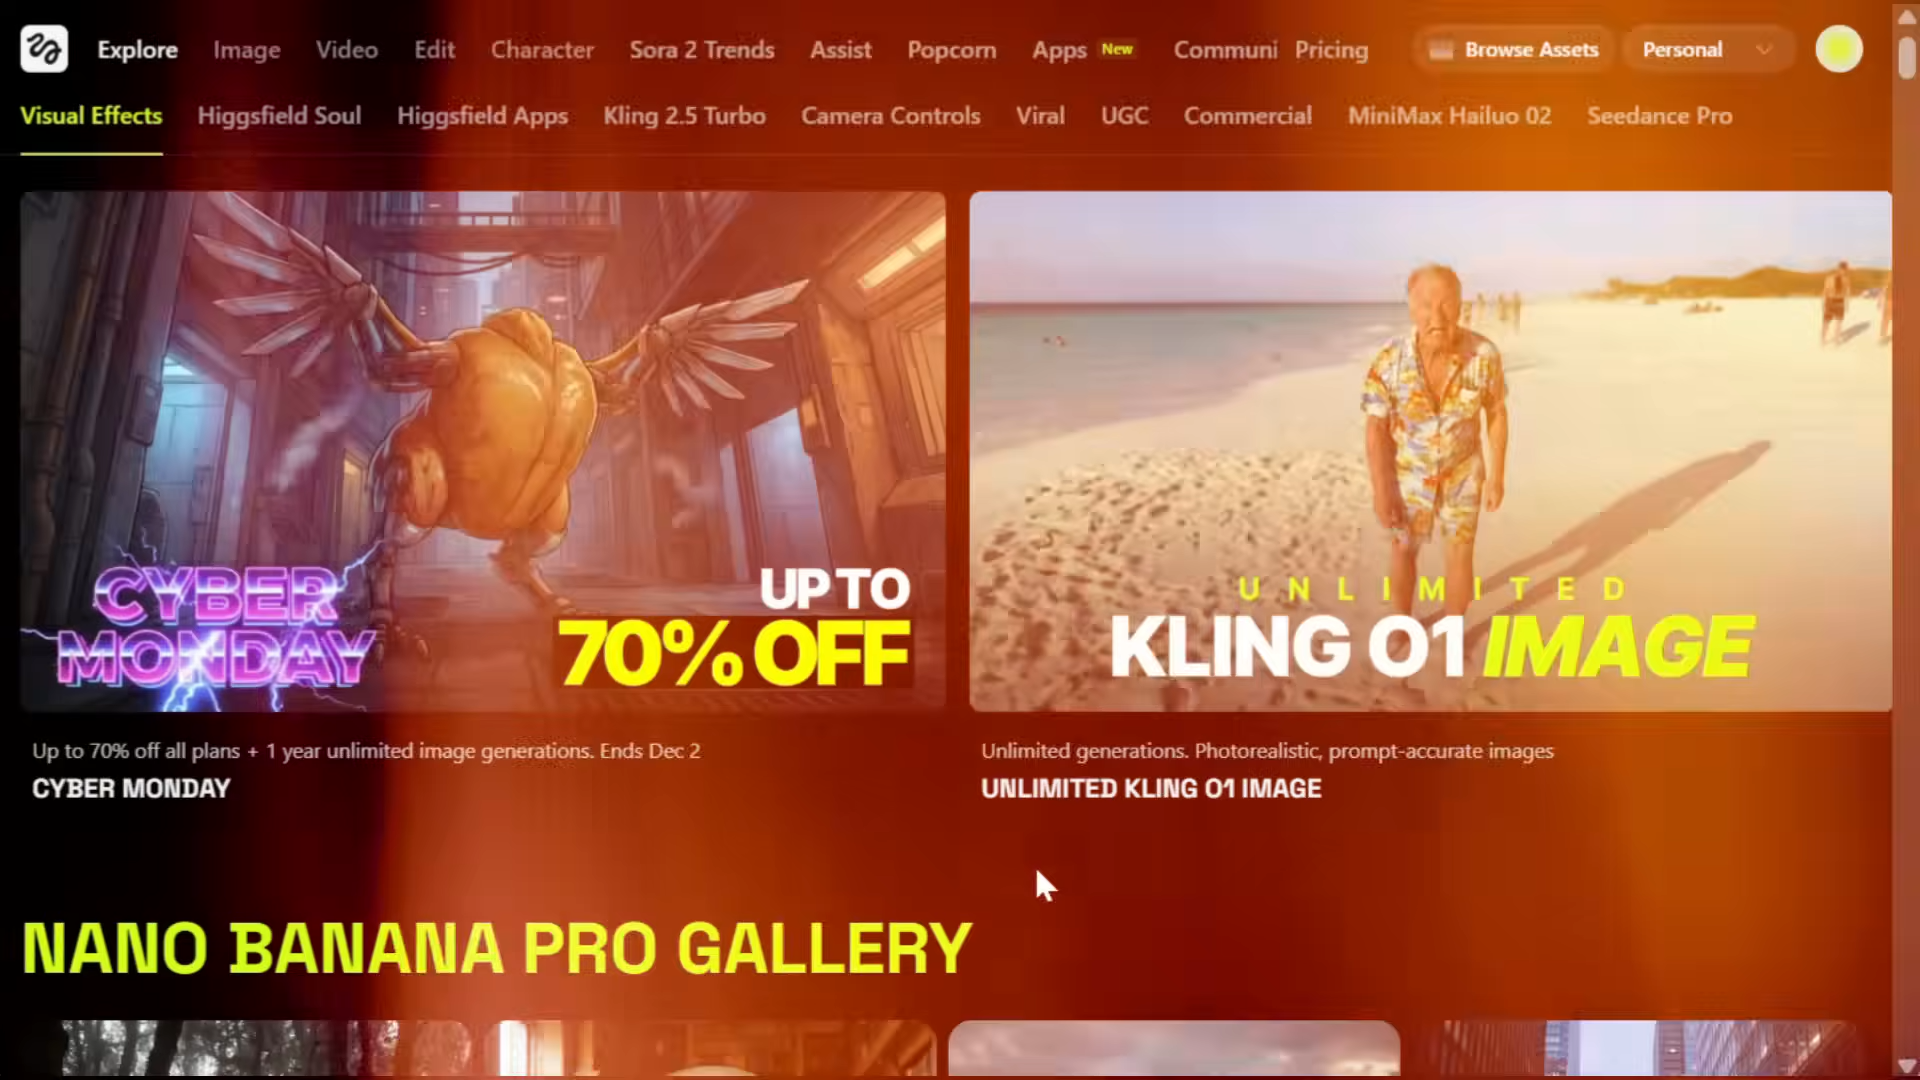 Explore Image Video Edit Character Sora 2 Trends Assist Popcorn Apps New Communi Pricing Browse Assets Personal
Visual Effects Higgsfield Soul Higgsfield Apps Kling 2.5 Turbo Camera Controls Viral UGC Commercial MiniMax Hailuo 02 Seedance Pro
CYBER
MONDAY
UP TO
70% OFF
UNLIMITED
KLING O1 IMAGE
Up to 70% off all plans + 1 year unlimited image generations. Ends Dec 2
CYBER MONDAY
Unlimited generations. Photorealistic, prompt-accurate images
UNLIMITED KLING O1 IMAGE
NANO BANANA PRO GALLERY